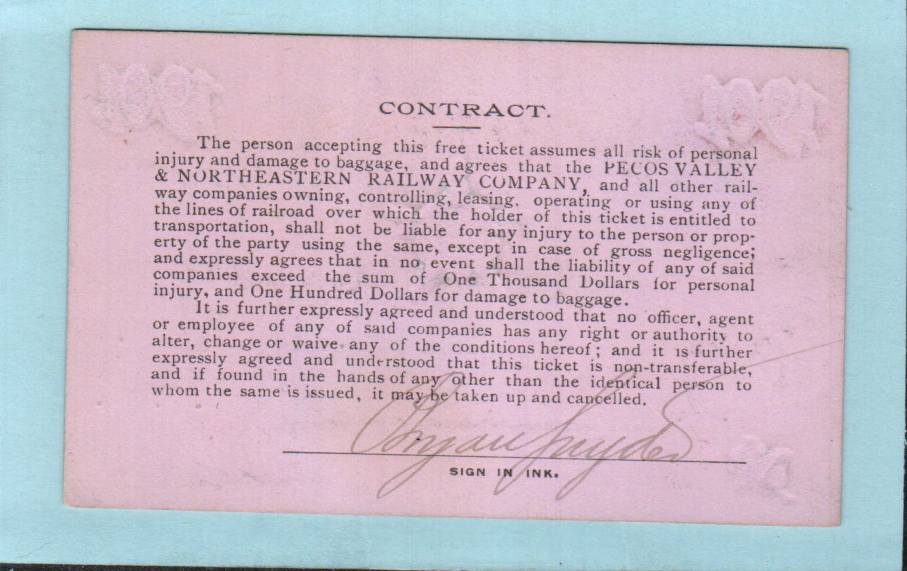 CONTRACT.
The person accepting this free ticket assumes all risk of personal
injury and damage to baggage, and agrees that the PECOS VALLEY
& NORTHEASTERN RAILWAY COMPANY, and all other rail-
way companies owning, controlling, leasing. operating or using any of
the lines of railroad over which the holder of this ticket is entitled to
transportation, shall not be liable for any injury to the person or prop-
erty of the party using the same, except in case of gross negligence;
and expressly agrees that in no event shall the liability of any of said
companies exceed the sum of One Thousand Dollars for personal
injury, and One Hundred Dollars for damage to baggage.
It is further expressly agreed and understood that no officer, agent
or employee of any of said companies has any right or authority to
alter, change or waive any of the conditions hereof; and it is further
expressly agreed and understood that this ticket is non-transferable,
and if found in the hands of any other than the identical person to
whom the same is issued, it may be taken up and cancelled.
Bryan Snyder
SIGN IN INK.